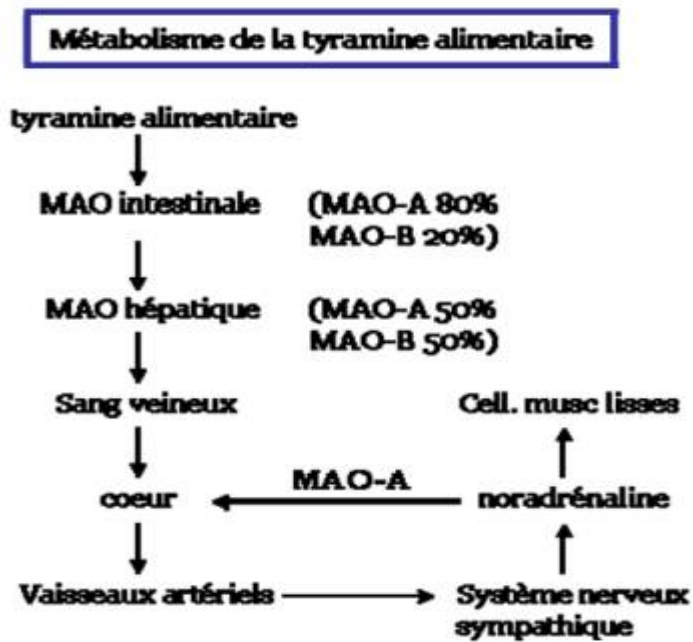 Métabolisme de la tyramine alimentaire
tyramine alimentaire
MAO intestinale (MAO-A 80%
MAO-B 20%)
MAO hépatique (MAO-A 50%
MAO-B 50%)
Sang veineux Cell. musc lisses
MAO-A
coeur noradrénaline
Vaisseaux artériels Système nerveux
sympathique